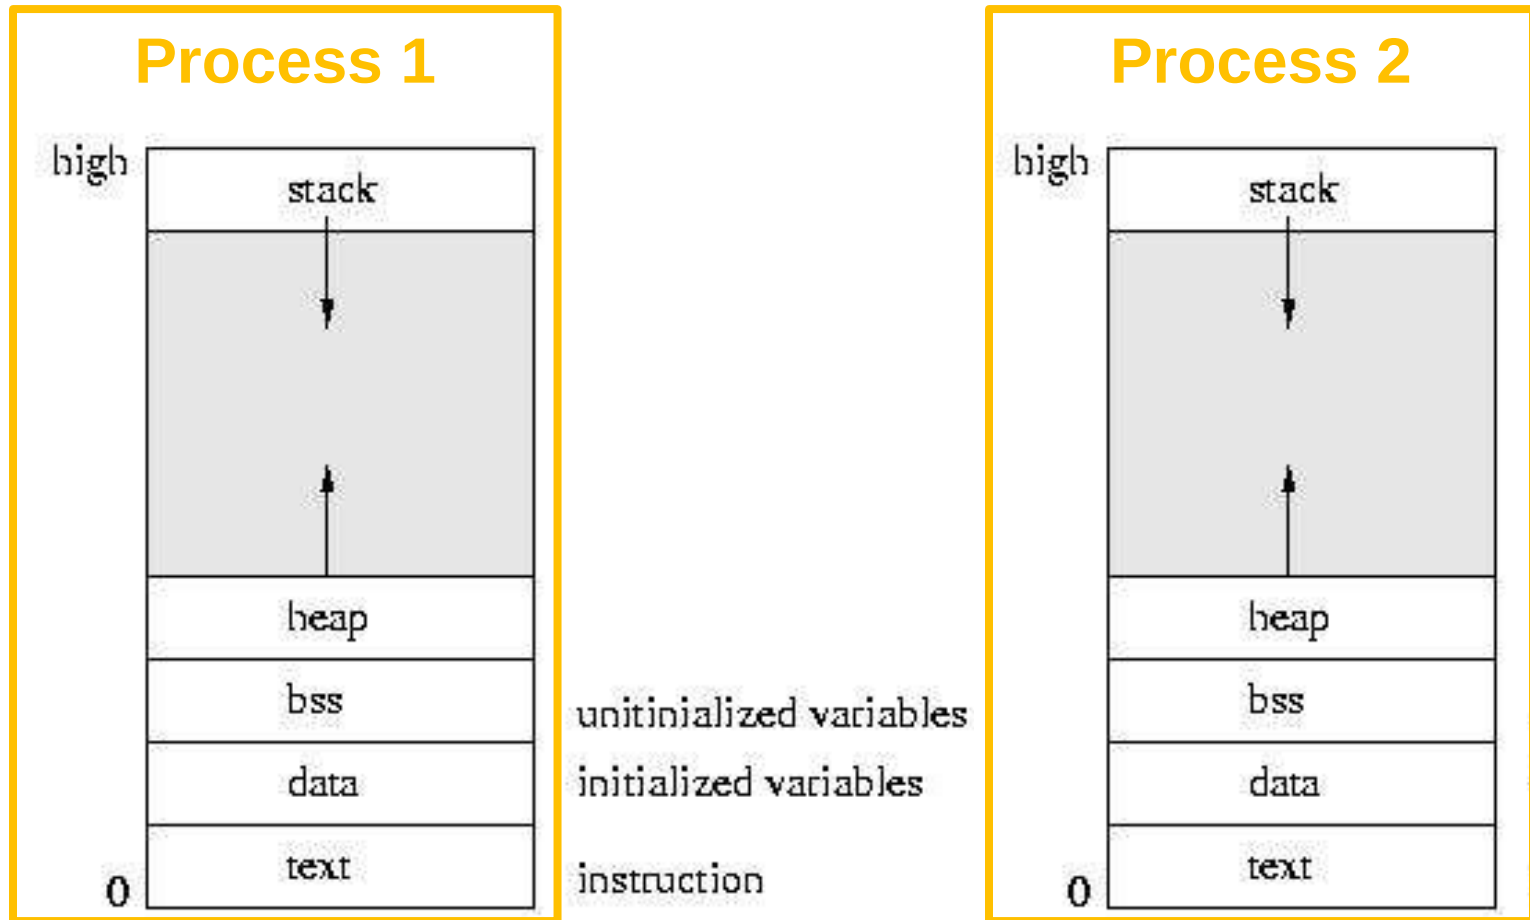 Process 1
high
stack
heap
bss
unitinialized variables
data
initialized variables
text
0
instruction
Process 2
high
stack
heap
bss
data
text
0